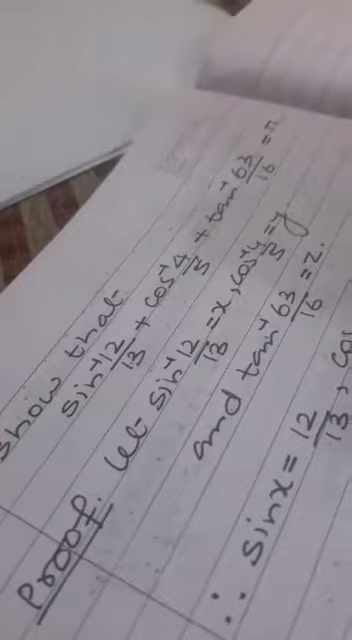 Show that
sin⁻¹ 12/13 + cos⁻¹ 4/5 + tan⁻¹ 63/16 = π
Proof. Let sin⁻¹ 12/13 = x, cos⁻¹ 4/5 = y
and tan⁻¹ 63/16 = z.
∴ sin x = 12/13, cos